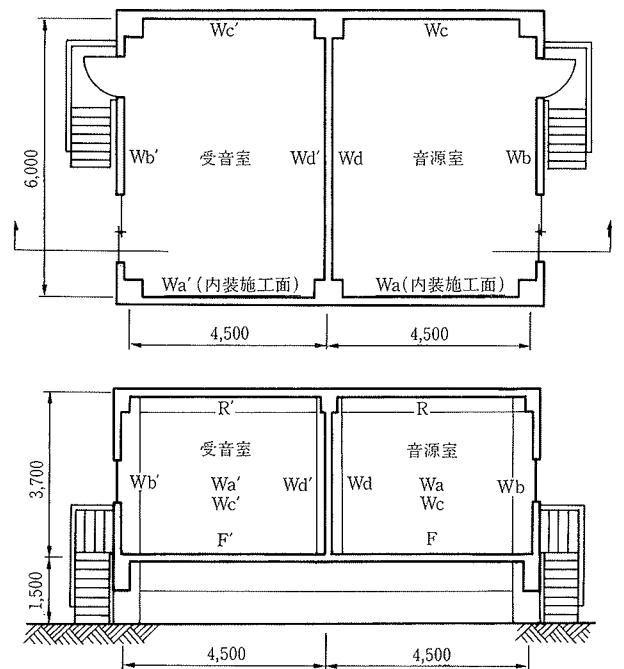 Wc′ Wc
6,000
Wb′ 受音室 Wd′ Wd 音源室 Wb
Wa′(内装施工面) Wa(内装施工面)
4,500 4,500
R′ R
受音室 音源室
3,700
Wb′ Wa′ Wd′ Wd Wa Wb
Wc′ Wc
F′ F
1,500
4,500 4,500